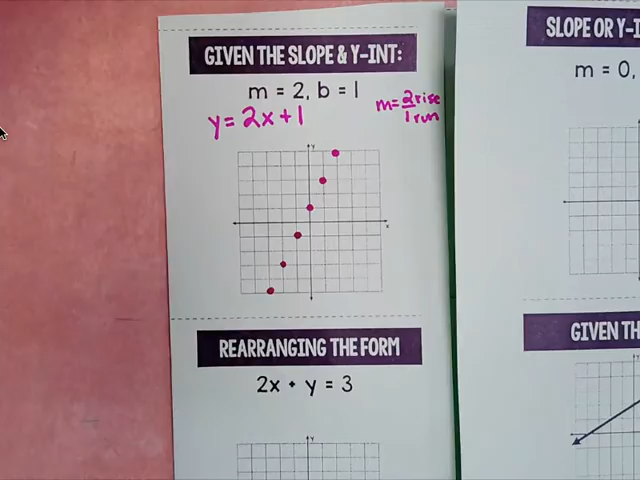 GIVEN THE SLOPE & Y-INT:
m = 2, b = 1
y = 2x + 1
m = 2 rise
1 run
y
x
REARRANGING THE FORM
2x + y = 3
y
SLOPE OR Y-I
m = 0,
GIVEN TH